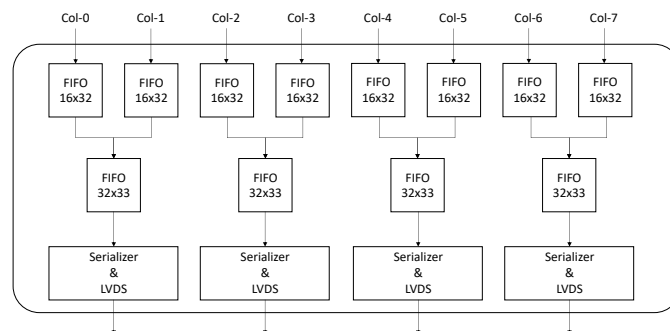 Col-0 Col-1 Col-2 Col-3 Col-4 Col-5 Col-6 Col-7
FIFO FIFO FIFO FIFO FIFO FIFO FIFO FIFO
16x32 16x32 16x32 16x32 16x32 16x32 16x32 16x32
FIFO FIFO FIFO FIFO
32x33 32x33 32x33 32x33
Serializer Serializer Serializer Serializer
& & & &
LVDS LVDS LVDS LVDS